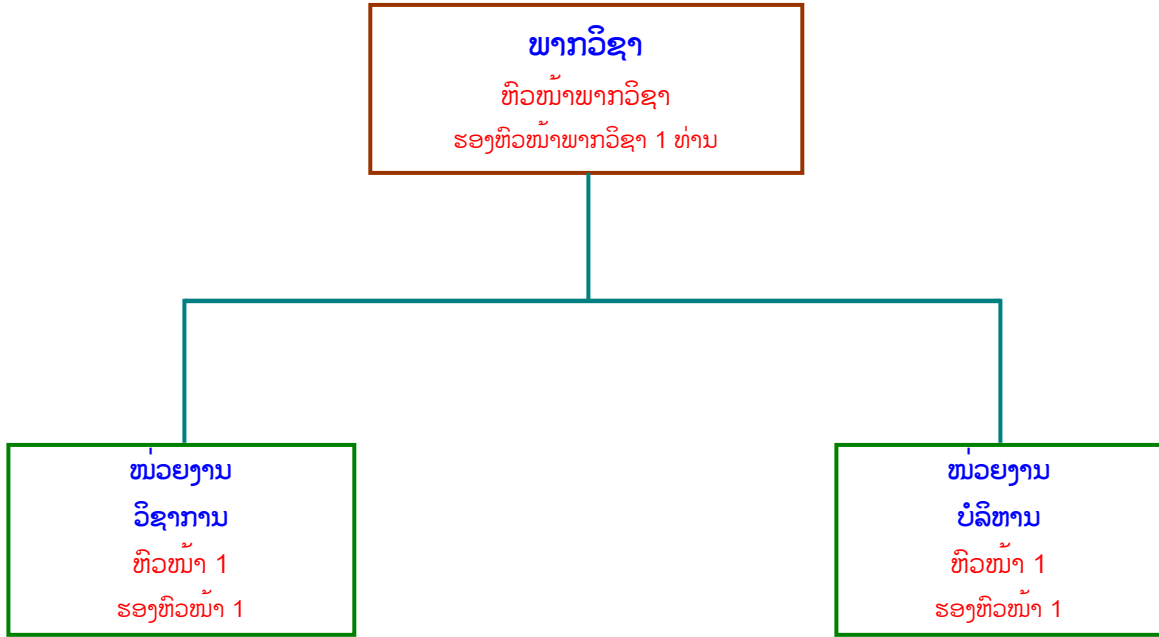 ພາກວິຊາ
ຫົວໜ້າພາກວິຊາ
ຮອງຫົວໜ້າພາກວິຊາ 1 ທ່ານ
ໜ່ວຍງານ
ວິຊາການ
ຫົວໜ້າ 1
ຮອງຫົວໜ້າ 1
ໜ່ວຍງານ
ບໍລິຫານ
ຫົວໜ້າ 1
ຮອງຫົວໜ້າ 1